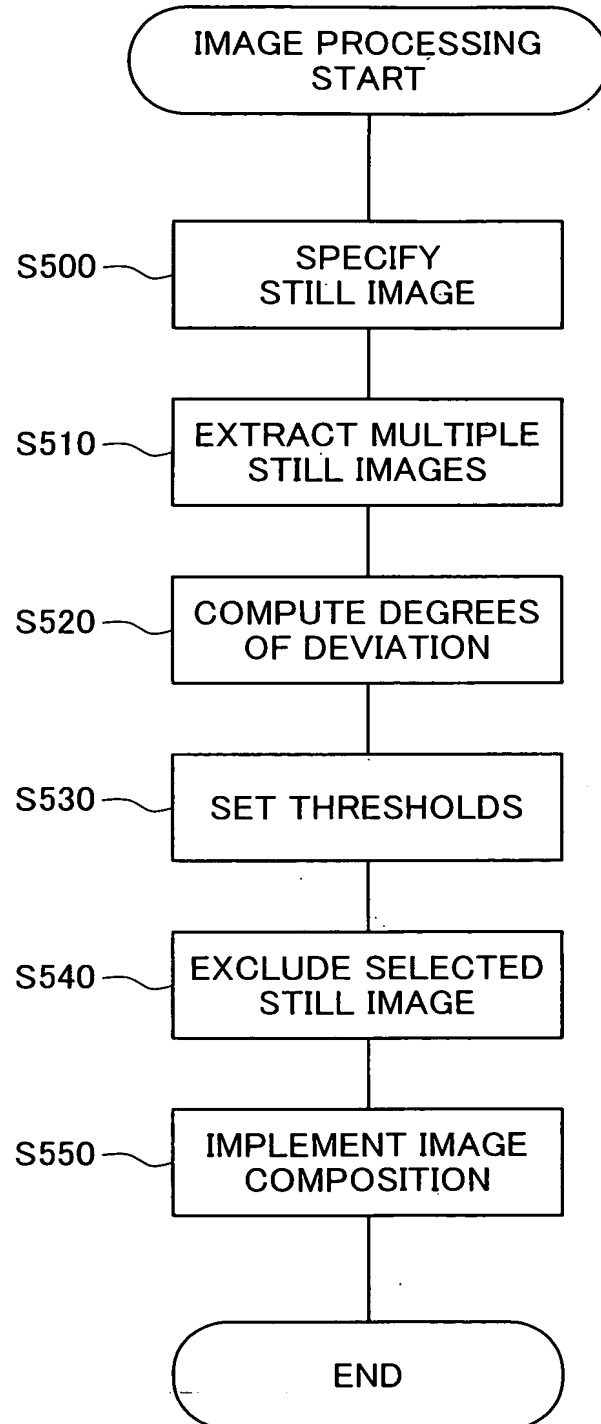 IMAGE PROCESSING
START
S500
SPECIFY
STILL IMAGE
S510
EXTRACT MULTIPLE
STILL IMAGES
S520
COMPUTE DEGREES
OF DEVIATION
S530
SET THRESHOLDS
S540
EXCLUDE SELECTED
STILL IMAGE
S550
IMPLEMENT IMAGE
COMPOSITION
END